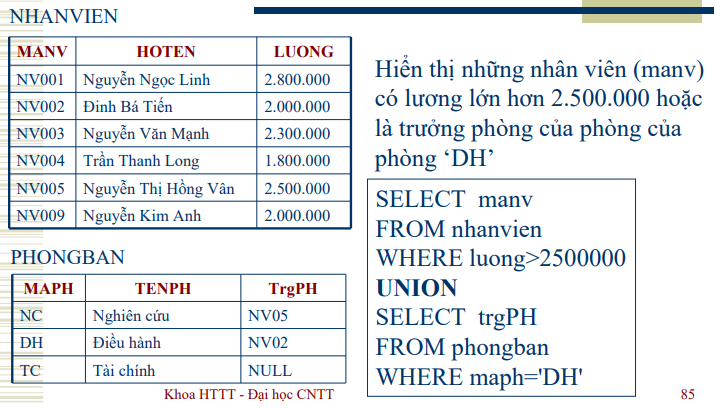 NHANVIEN
MANV HOTEN LUONG
NV001 Nguyễn Ngọc Linh 2.800.000
NV002 Đinh Bá Tiến 2.000.000
NV003 Nguyễn Văn Mạnh 2.300.000
NV004 Trần Thanh Long 1.800.000
NV005 Nguyễn Thị Hồng Vân 2.500.000
NV009 Nguyễn Kim Anh 2.000.000
PHONGBAN
MAPH TENPH TrgPH
NC Nghiên cứu NV05
DH Điều hành NV02
TC Tài chính NULL
Hiển thị những nhân viên (manv)
có lương lớn hơn 2.500.000 hoặc
là trưởng phòng của phòng của
phòng ‘DH’
SELECT manv
FROM nhanvien
WHERE luong>2500000
UNION
SELECT trgPH
FROM phongban
WHERE maph='DH'
Khoa HTTT - Đại học CNTT
85